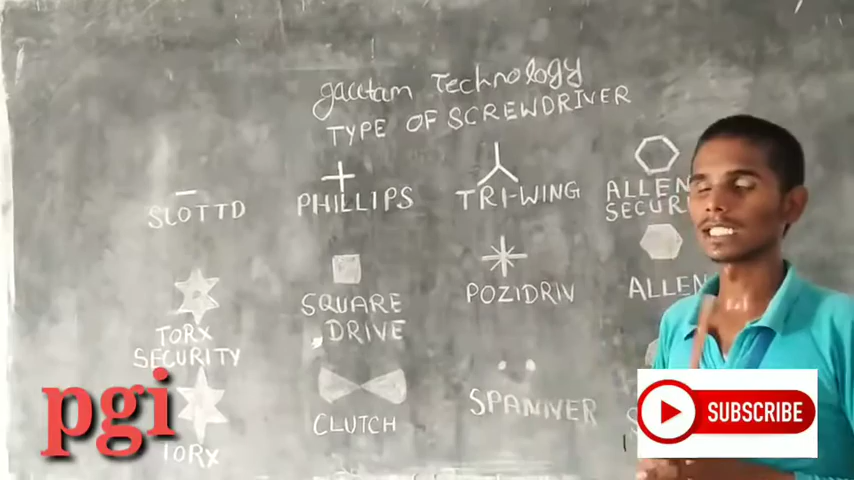 gautam Technology
TYPE OF SCREWDRIVER
SLOTTD
PHILLIPS
TRI-WING
ALLEN
TORX
SECURITY
SQUARE
DRIVE
POZIDRIV
ALLEN
TORX
CLUTCH
SPANNER
pgi
SUBSCRIBE